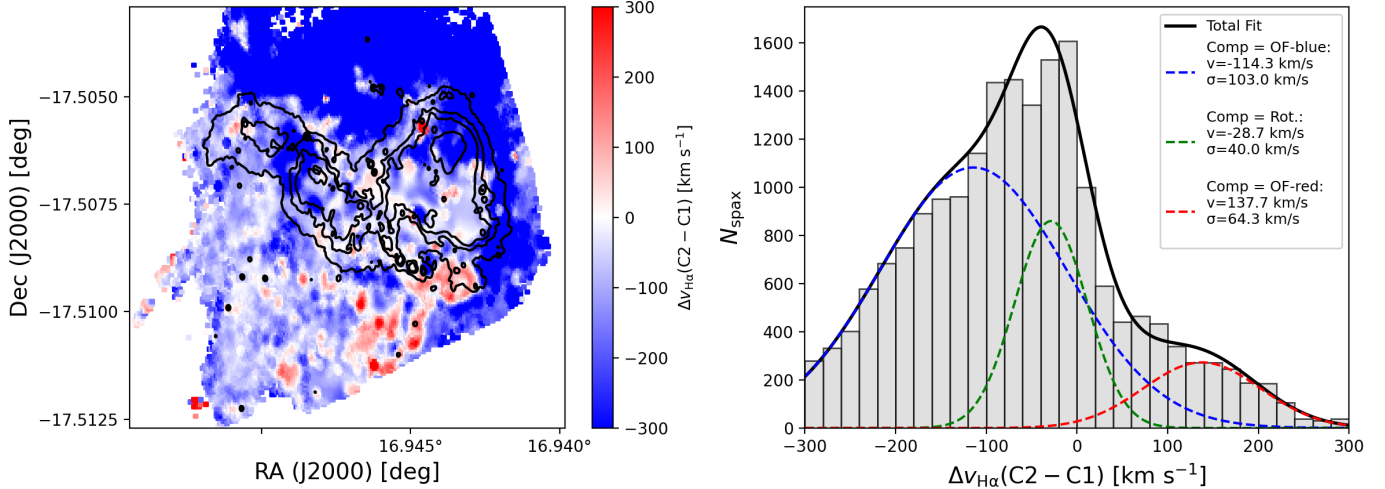 300
200
100
0
−100
−200
−300
Δv_Hα(C2 − C1) [km s⁻¹]
−17.5050
−17.5075
−17.5100
−17.5125
Dec (J2000) [deg]
16.945
16.940
RA (J2000) [deg]
1600
1400
1200
1000
800
600
400
200
0
N_spax
−300
−200
−100
0
100
200
300
Δv_Hα(C2 − C1) [km s⁻¹]
Total Fit
Comp = OF-blue:
v=-114.3 km/s
σ=103.0 km/s
Comp = Rot.:
v=-28.7 km/s
σ=40.0 km/s
Comp = OF-red:
v=137.7 km/s
σ=64.3 km/s